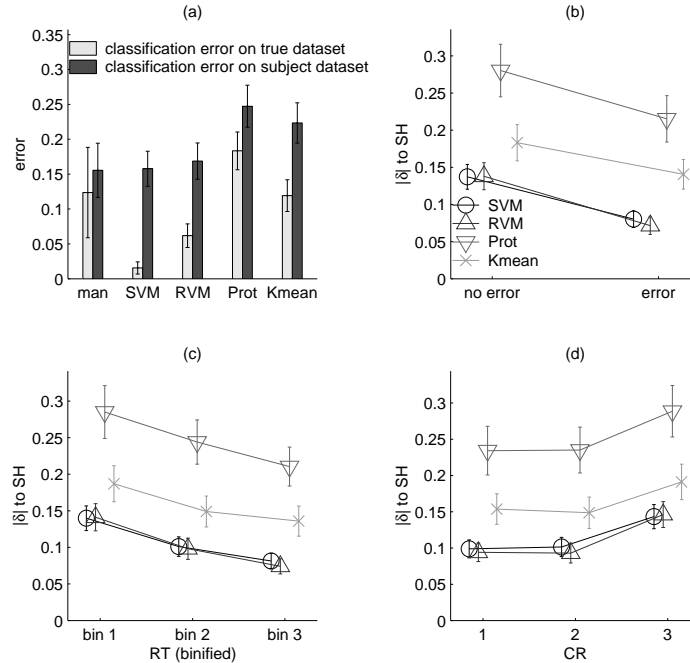 (a)
0.35
0.3
0.25
0.2
0.15
0.1
0.05
0
error
classification error on true dataset
classification error on subject dataset
man SVM RVM Prot Kmean
(b)
0.3
0.25
0.2
0.15
0.1
0.05
0
|δ| to SH
SVM
RVM
Prot
Kmean
no error error
(c)
0.3
0.25
0.2
0.15
0.1
0.05
0
|δ| to SH
bin 1 bin 2 bin 3
RT (binified)
(d)
0.3
0.25
0.2
0.15
0.1
0.05
0
|δ| to SH
1 2 3
CR